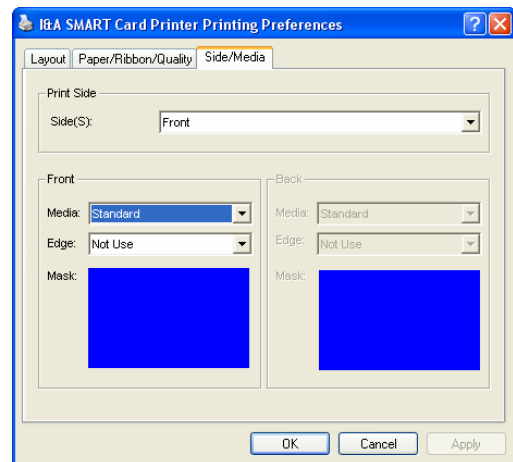 I&A SMART Card Printer Printing Preferences
Layout Paper/Ribbon/Quality Side/Media
Print Side
Side(S): Front
Front
Media: Standard
Edge: Not Use
Mask:
Back
Media: Standard
Edge: Not Use
Mask:
OK Cancel Apply